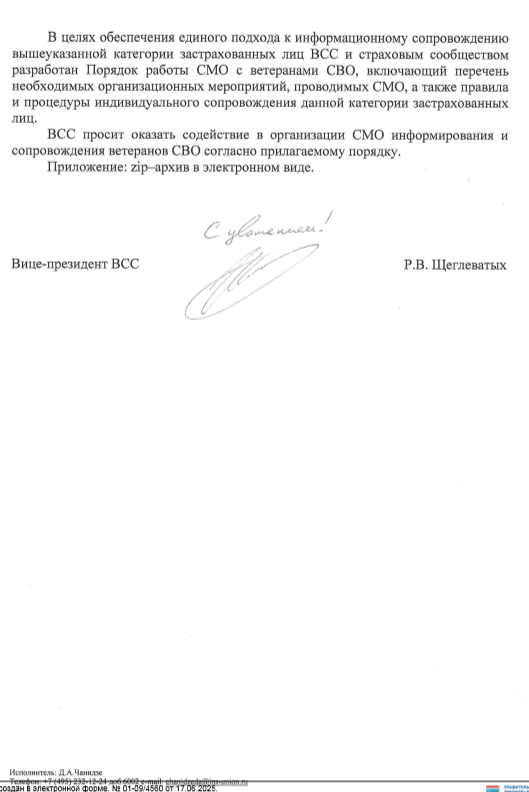 В целях обеспечения единого подхода к информационному сопровождению
вышеуказанной категории застрахованных лиц ВСС и страховым сообществом
разработан Порядок работы СМО с ветеранами СВО, включающий перечень
необходимых организационных мероприятий, проводимых СМО, а также правила
и процедуры индивидуального сопровождения данной категории застрахованных
лиц.
ВСС просит оказать содействие в организации СМО информирования и
сопровождения ветеранов СВО согласно прилагаемому порядку.
Приложение: zip–архив в электронном виде.
С уважением!
Вице-президент ВСС
Р.В. Щеглеватых
Исполнитель: Д.А.Чанидзе
Телефон: +7 (495) 232-12-24 доб.6002 e-mail: chanidzeda@ins-union.ru
создан в электронной форме. № 01-09/4560 от 17.06.2025.